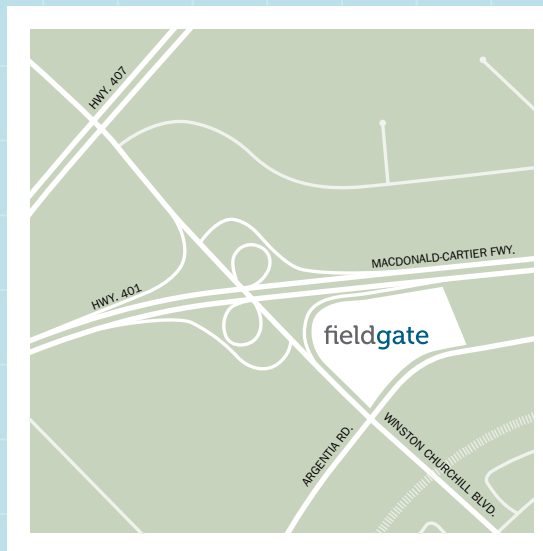 HWY. 407
MACDONALD-CARTIER FWY.
HWY. 401
fieldgate
ARGENTIA RD.
WINSTON CHURCHILL BLVD.